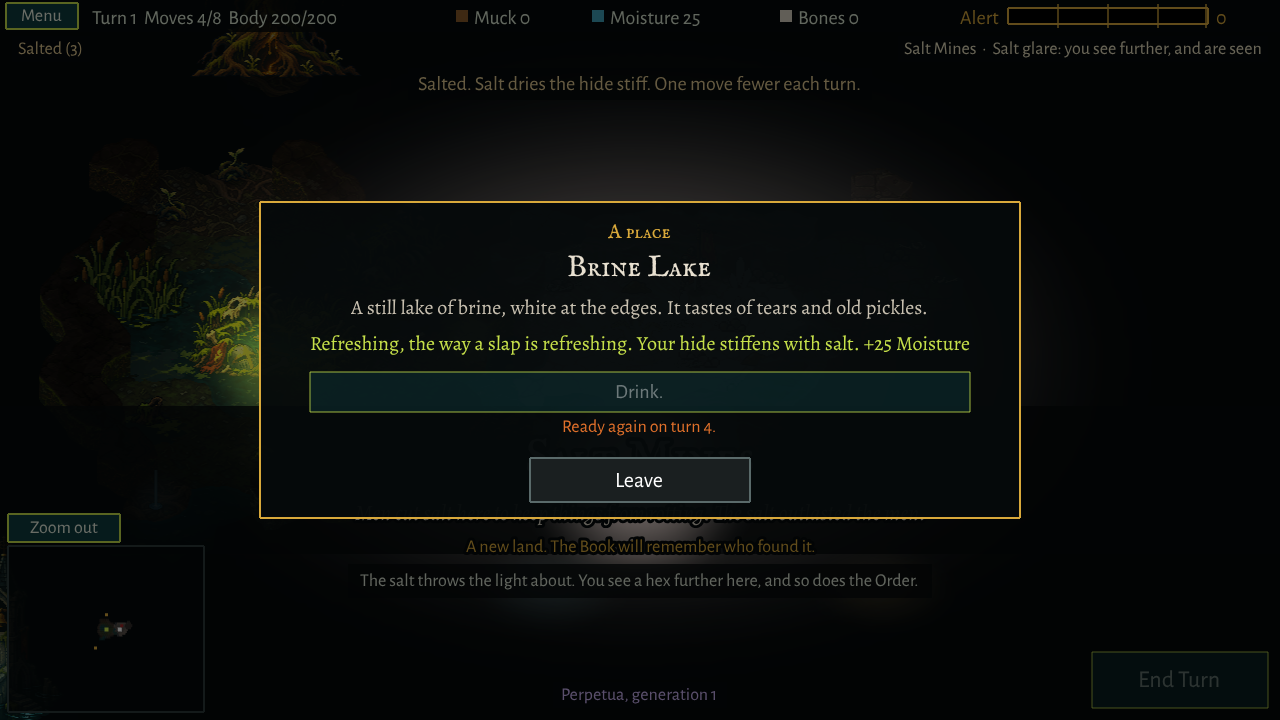 Menu
Turn 1 Moves 4/8 Body 200/200
Muck 0
Moisture 25
Bones 0
Alert
0
Salted (3)
Salt Mines · Salt glare: you see further, and are seen
Salted. Salt dries the hide stiff. One move fewer each turn.
A place
Brine Lake
A still lake of brine, white at the edges. It tastes of tears and old pickles.
Refreshing, the way a slap is refreshing. Your hide stiffens with salt. +25 Moisture
Drink.
Ready again on turn 4.
Leave
Zoom out
A new land. The Book will remember who found it.
The salt throws the light about. You see a hex further here, and so does the Order.
End Turn
Perpetua, generation 1